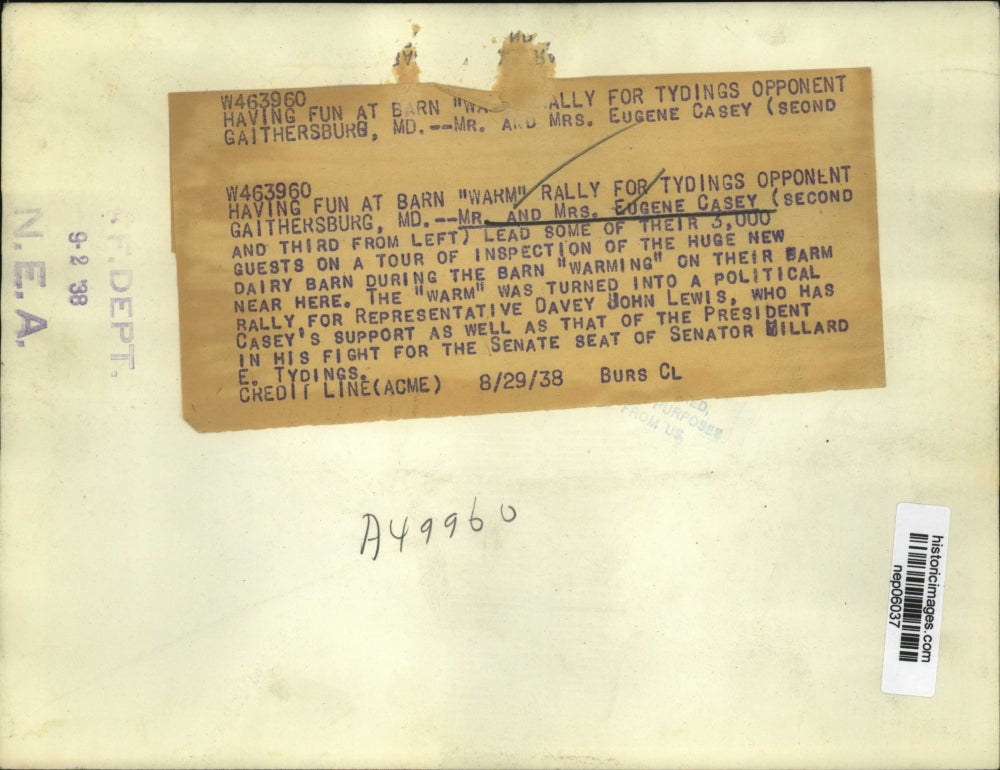 W463960
HAVING FUN AT BARN "WA RALLY FOR TYDINGS OPPONENT
GAITHERSBURG, MD.--MR. AND MRS. EUGENE CASEY (SEOND
W463960
HAVING FUN AT BARN "WAHM" RALLY FOR TYDINGS OPPONENT
GAITHERSBURG, MD.--MR. AND MRS. EUGENE CASEY (SECOND
AND THIRD FROM LEFT) LEAD SOME OF THEIR 3,000
GUESTS ON A TOUR OF INSPECTION OF THE HUGE NEW
DAIRY BARN DURING THE BARN "WARMING" ON THEIR BARM
NEAR HERE. THE "WARM" WAS TURNED INTO A POLITICAL
RALLY FOR REPRESENTATIVE DAVEY JOHN LEWIS, WHO HAS
CASEY'S SUPPORT AS WELL AS THAT OF THE PRESIDENT
IN HIS FIGHT FOR THE SENATE SEAT OF SENATOR MILLARD
E. TYDINGS.
CREDIT LINE(ACME) 8/29/38 BURS CL
PURPOSES
FROM US.
A49960
N.E.A.
9-2 '38
F. DEPT.
historicimages.com
nep06037